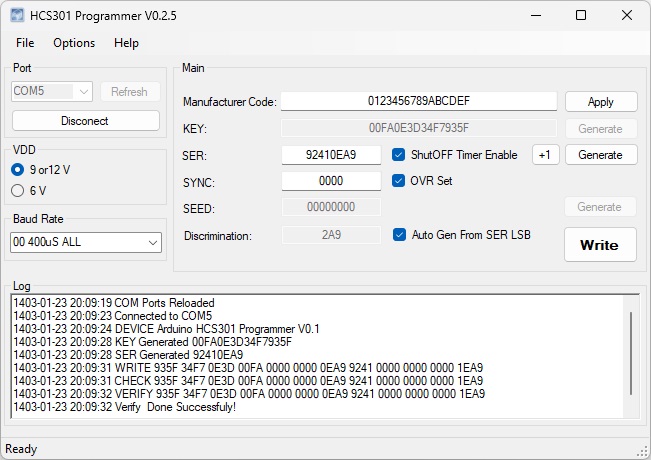 HCS301 Programmer V0.2.5
File Options Help
Port
COM5 Refresh
Disconect
VDD
9 or12 V
6 V
Baud Rate
00 400uS ALL
Main
Manufacturer Code: 0123456789ABCDEF Apply
KEY: 00FA0E3D34F7935F Generate
SER: 92410EA9 ShutOFF Timer Enable +1 Generate
SYNC: 0000 OVR Set
SEED: 00000000 Generate
Discrimination: 2A9 Auto Gen From SER LSB
Write
Log
1403-01-23 20:09:19 COM Ports Reloaded
1403-01-23 20:09:23 Connected to COM5
1403-01-23 20:09:24 DEVICE Arduino HCS301 Programmer V0.1
1403-01-23 20:09:28 KEY Generated 00FA0E3D34F7935F
1403-01-23 20:09:28 SER Generated 92410EA9
1403-01-23 20:09:31 WRITE 935F 34F7 0E3D 00FA 0000 0000 0EA9 9241 0000 0000 0000 1EA9
1403-01-23 20:09:31 CHECK 935F 34F7 0E3D 00FA 0000 0000 0EA9 9241 0000 0000 0000 1EA9
1403-01-23 20:09:32 VERIFY 935F 34F7 0E3D 00FA 0000 0000 0EA9 9241 0000 0000 0000 1EA9
1403-01-23 20:09:32 Verify Done Successfuly!
Ready